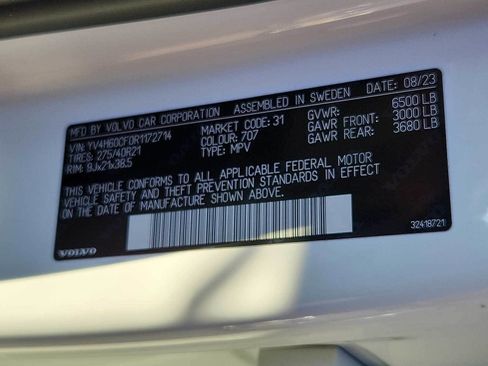 MFD BY VOLVO CAR CORPORATION ASSEMBLED IN SWEDEN DATE: 08/23
VIN: YV4H60CF0R1172714 MARKET CODE: 31 GVWR: 6500 LB
TIRES: 275/40R21 COLOUR: 707 GAWR FRONT: 3000 LB
RIM: 9Jx21x38.5 TYPE: MPV GAWR REAR: 3680 LB
THIS VEHICLE CONFORMS TO ALL APPLICABLE FEDERAL MOTOR
VEHICLE SAFETY AND THEFT PREVENTION STANDARDS IN EFFECT
ON THE DATE OF MANUFACTURE SHOWN ABOVE.
VOLVO 32418721